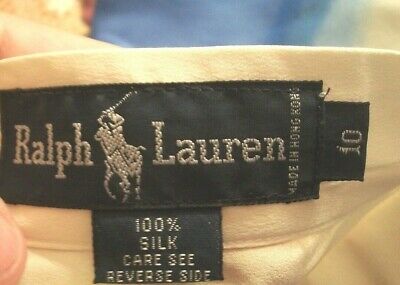 Ralph Lauren
MADE IN HONG KONG
10
100%
SILK
CARE SEE
REVERSE SIDE